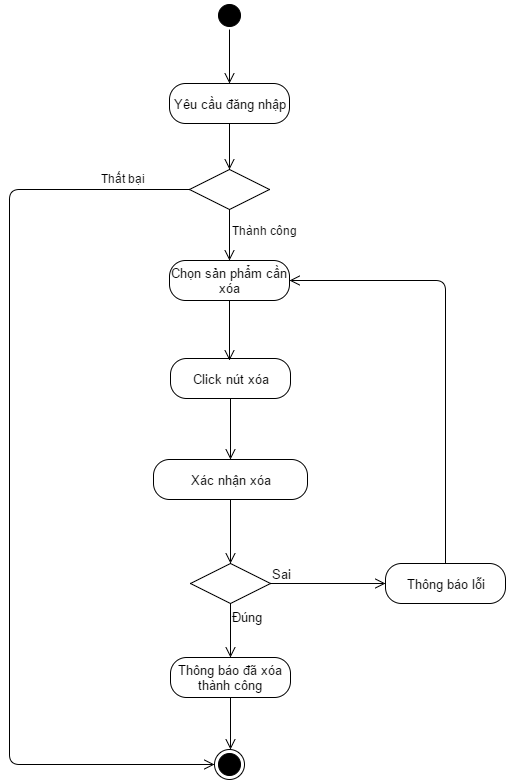 Yêu cầu đăng nhập
Thất bại
Thành công
Chọn sản phẩm cần
xóa
Click nút xóa
Xác nhận xóa
Sai
Thông báo lỗi
Đúng
Thông báo đã xóa
thành công